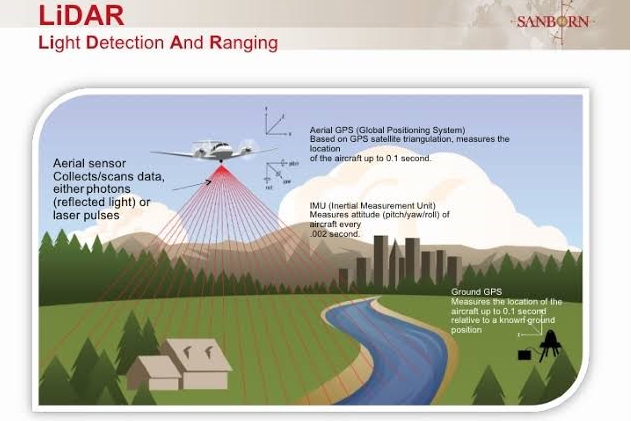 LiDAR
Light Detection And Ranging
SANBORN
Aerial GPS (Global Positioning System)
Based on GPS satellite triangulation, measures the
location
of the aircraft up to 0.1 second.
Aerial sensor
Collects/scans data,
either photons
(reflected light) or
laser pulses
pitch
yaw
roll
IMU (Inertial Measurement Unit)
Measures attitude (pitch/yaw/roll) of
aircraft every
.002 second.
Ground GPS
Measures the location of the
aircraft up to 0.1 second
relative to a known ground
position